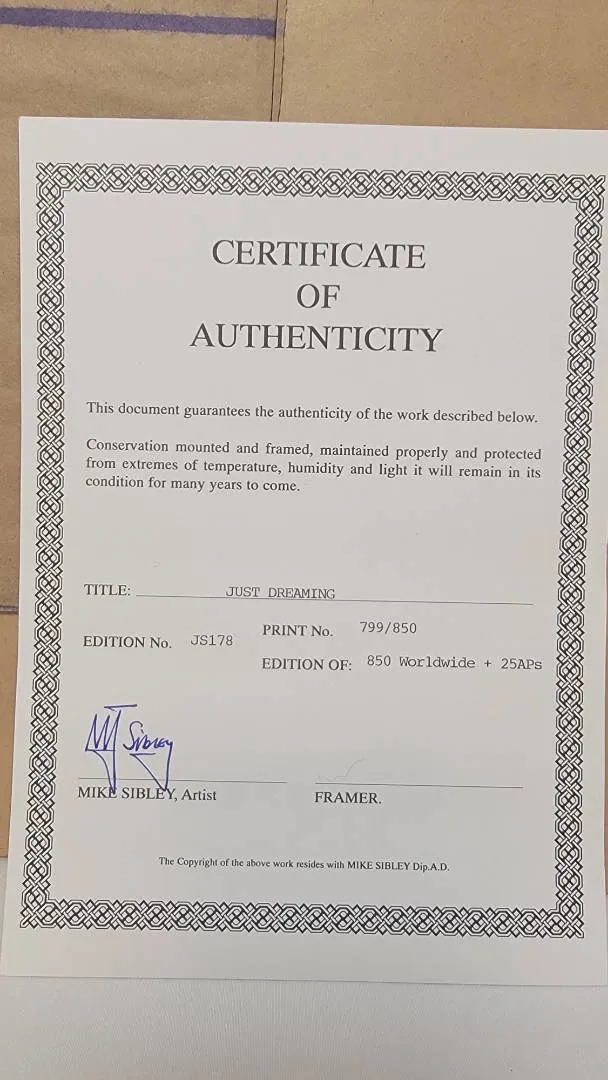 CERTIFICATE
OF
AUTHENTICITY
This document guarantees the authenticity of the work described below.
Conservation mounted and framed, maintained properly and protected
from extremes of temperature, humidity and light it will remain in its
condition for many years to come.
TITLE: JUST DREAMING
PRINT No. 799/850
EDITION No. JS178
EDITION OF: 850 Worldwide + 25APs
M Sibley
MIKE SIBLEY, Artist
FRAMER.
The Copyright of the above work resides with MIKE SIBLEY Dip.A.D.